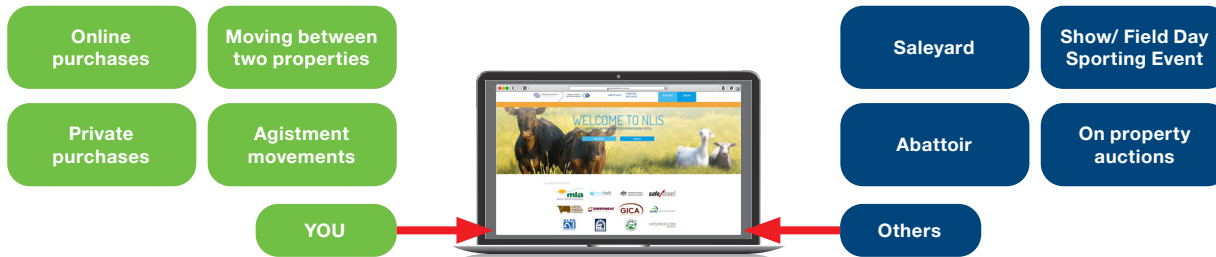 Online
purchases
Moving between
two properties
Private
purchases
Agistment
movements
YOU
WELCOME TO NLIS
mla
GICA
Saleyard
Show/ Field Day
Sporting Event
Abattoir
On property
auctions
Others